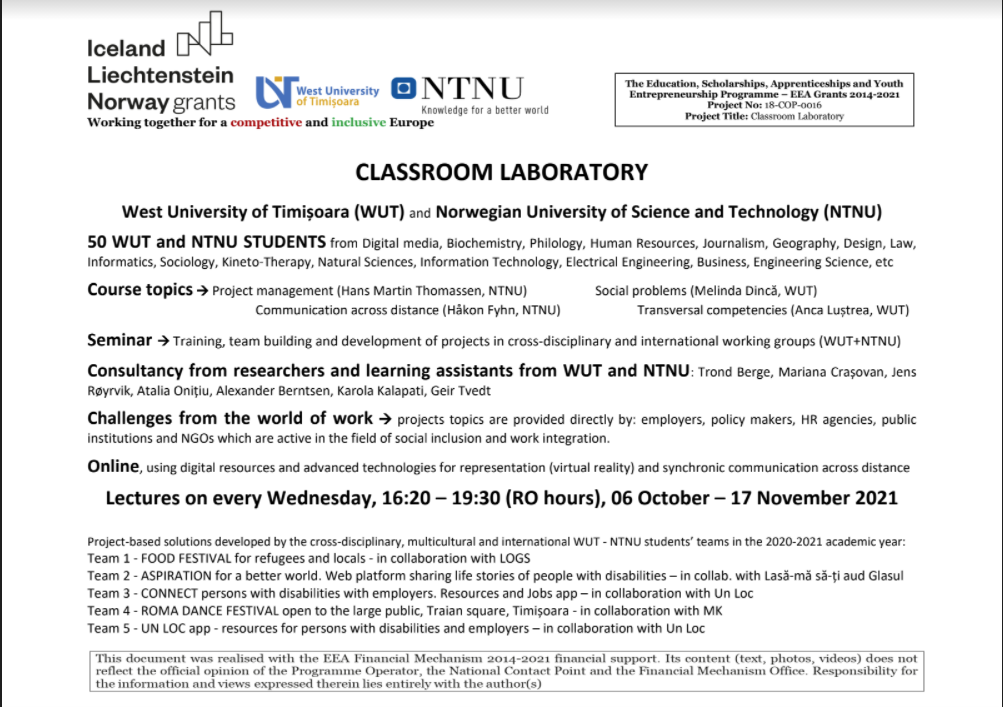 Iceland
Liechtenstein
Norway grants
Working together for a competitive and inclusive Europe
West University
of Timișoara
NTNU
Knowledge for a better world
The Education, Scholarships, Apprenticeships and Youth
Entrepreneurship Programme – EEA Grants 2014-2021
Project No: 18-COP-0016
Project Title: Classroom Laboratory
CLASSROOM LABORATORY
West University of Timișoara (WUT) and Norwegian University of Science and Technology (NTNU)
50 WUT and NTNU STUDENTS from Digital media, Biochemistry, Philology, Human Resources, Journalism, Geography, Design, Law,
Informatics, Sociology, Kineto-Therapy, Natural Sciences, Information Technology, Electrical Engineering, Business, Engineering Science, etc
Course topics → Project management (Hans Martin Thomassen, NTNU) Social problems (Melinda Dincă, WUT)
Communication across distance (Håkon Fyhn, NTNU) Transversal competencies (Anca Luștrea, WUT)
Seminar → Training, team building and development of projects in cross-disciplinary and international working groups (WUT+NTNU)
Consultancy from researchers and learning assistants from WUT and NTNU: Trond Berge, Mariana Crașovan, Jens
Røyrvik, Atalia Onițiu, Alexander Berntsen, Karola Kalapati, Geir Tvedt
Challenges from the world of work → projects topics are provided directly by: employers, policy makers, HR agencies, public
institutions and NGOs which are active in the field of social inclusion and work integration.
Online, using digital resources and advanced technologies for representation (virtual reality) and synchronic communication across distance
Lectures on every Wednesday, 16:20 – 19:30 (RO hours), 06 October – 17 November 2021
Project-based solutions developed by the cross-disciplinary, multicultural and international WUT - NTNU students' teams in the 2020-2021 academic year:
Team 1 - FOOD FESTIVAL for refugees and locals - in collaboration with LOGS
Team 2 - ASPIRATION for a better world. Web platform sharing life stories of people with disabilities – in collab. with Lasă-mă să-ți aud Glasul
Team 3 - CONNECT persons with disabilities with employers. Resources and Jobs app – in collaboration with Un Loc
Team 4 - ROMA DANCE FESTIVAL open to the large public, Traian square, Timișoara - in collaboration with MK
Team 5 - UN LOC app - resources for persons with disabilities and employers – in collaboration with Un Loc
This document was realised with the EEA Financial Mechanism 2014-2021 financial support. Its content (text, photos, videos) does not
reflect the official opinion of the Programme Operator, the National Contact Point and the Financial Mechanism Office. Responsibility for
the information and views expressed therein lies entirely with the author(s)